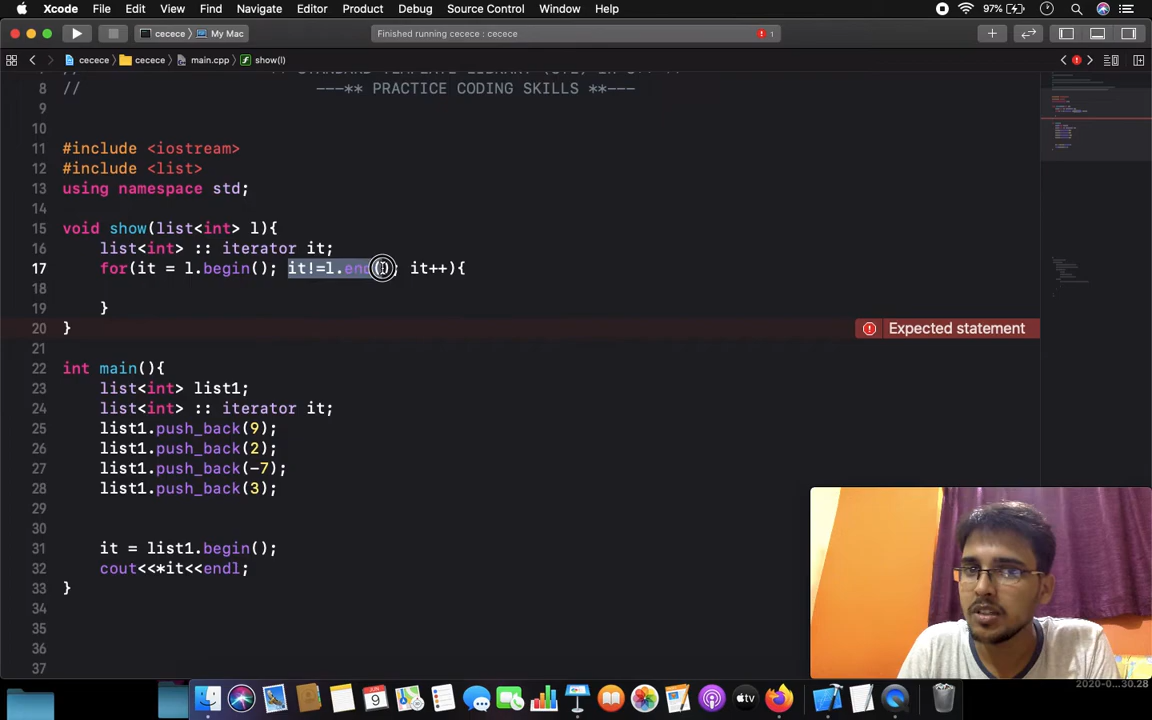 Xcode File Edit View Find Navigate Editor Product Debug Source Control Window Help 97%
cecece My Mac Finished running cecece : cecece 1
cecece cecece main.cpp show(l)
8 // ---** PRACTICE CODING SKILLS **---
9
10
11 #include <iostream>
12 #include <list>
13 using namespace std;
14
15 void show(list<int> l){
16 list<int> :: iterator it;
17 for(it = l.begin(); it!=l.end(); it++){
19 }
20 } Expected statement
21
22 int main(){
23 list<int> list1;
24 list<int> :: iterator it;
25 list1.push_back(9);
26 list1.push_back(2);
27 list1.push_back(-7);
28 list1.push_back(3);
29
30
31 it = list1.begin();
32 cout<<*it<<endl;
33 }
34
35
36
37
2020-0...30.28